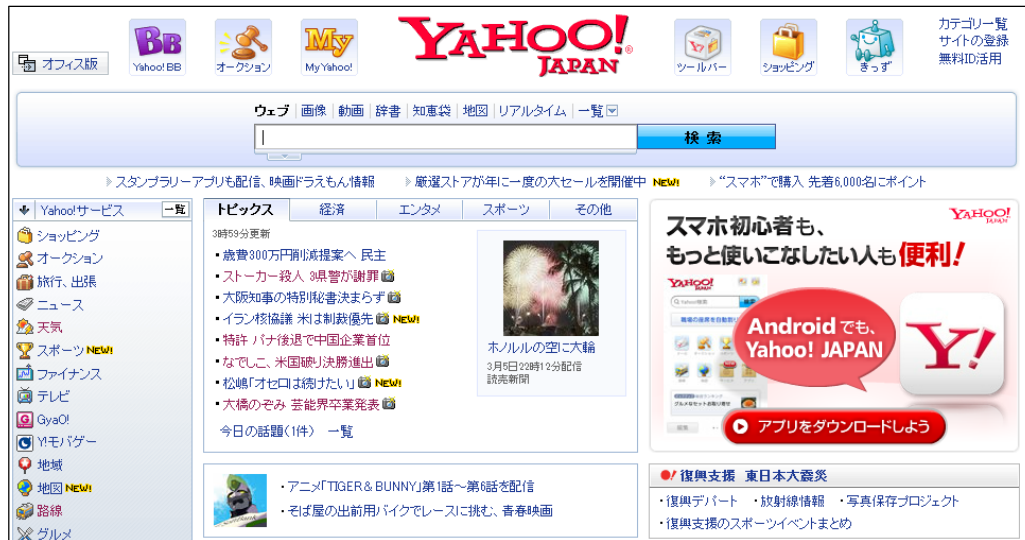 オフィス版
BB
Yahoo! BB
オークション
My
My Yahoo!
YAHOO!
JAPAN
ツールバー
ショッピング
きっず
カテゴリ一覧
サイトの登録
無料ID活用
ウェブ | 画像 | 動画 | 辞書 | 知恵袋 | 地図 | リアルタイム | 一覧
検索
スタンプラリーアプリも配信、映画ドラえもん情報
厳選ストアが年に一度の大セールを開催中 NEW!
“スマホ”で購入 先着6,000名にポイント
Yahoo!サービス 一覧
ショッピング
オークション
旅行、出張
ニュース
天気
スポーツ NEW!
ファイナンス
テレビ
GyaO!
Y!モバゲー
地域
地図 NEW!
路線
グルメ
トピックス 経済 エンタメ スポーツ その他
3時59分更新
・歳費300万円削減提案へ 民主
・ストーカー殺人 3県警が謝罪
・大阪知事の特別秘書決まらず
・イラン核協議 米は制裁優先 NEW!
・特許 パナ後退で中国企業首位
・なでしこ、米国破り決勝進出
・松嶋「オセロは続けたい」 NEW!
・大橋のぞみ 芸能界卒業発表
今日の話題(1件) 一覧
ホノルルの空に大輪
3月5日22時12分配信
読売新聞
・アニメ「TIGER & BUNNY」第1話～第6話を配信
・そば屋の出前用バイクでレースに挑む、青春映画
YAHOO!
JAPAN
スマホ初心者も、
もっと使いこなしたい人も便利!
YAHOO!
検索
Androidでも、
Yahoo! JAPAN
Y!
アプリをダウンロードしよう
復興支援 東日本大震災
・復興デパート ・放射線情報 ・写真保存プロジェクト
・復興支援のスポーツイベントまとめ